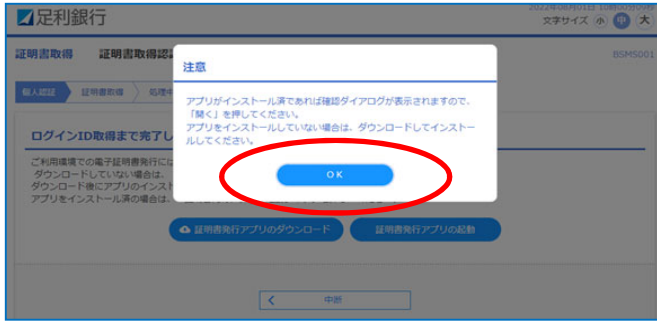 足利銀行
文字サイズ 小 中 大
証明書取得
BSMS001
個人認証 証明書取得 処理中
注意
アプリがインストール済であれば確認ダイアログが表示されますので、
「開く」を押してください。
アプリをインストールしていない場合は、ダウンロードしてインストー
ルしてください。
OK
ログインID取得まで完了し
ご利用環境での電子証明書発行には
ダウンロードしていない場合は、
ダウンロード後にアプリのインスト
アプリをインストール済の場合は、
証明書発行アプリのダウンロード 証明書発行アプリの起動
中断